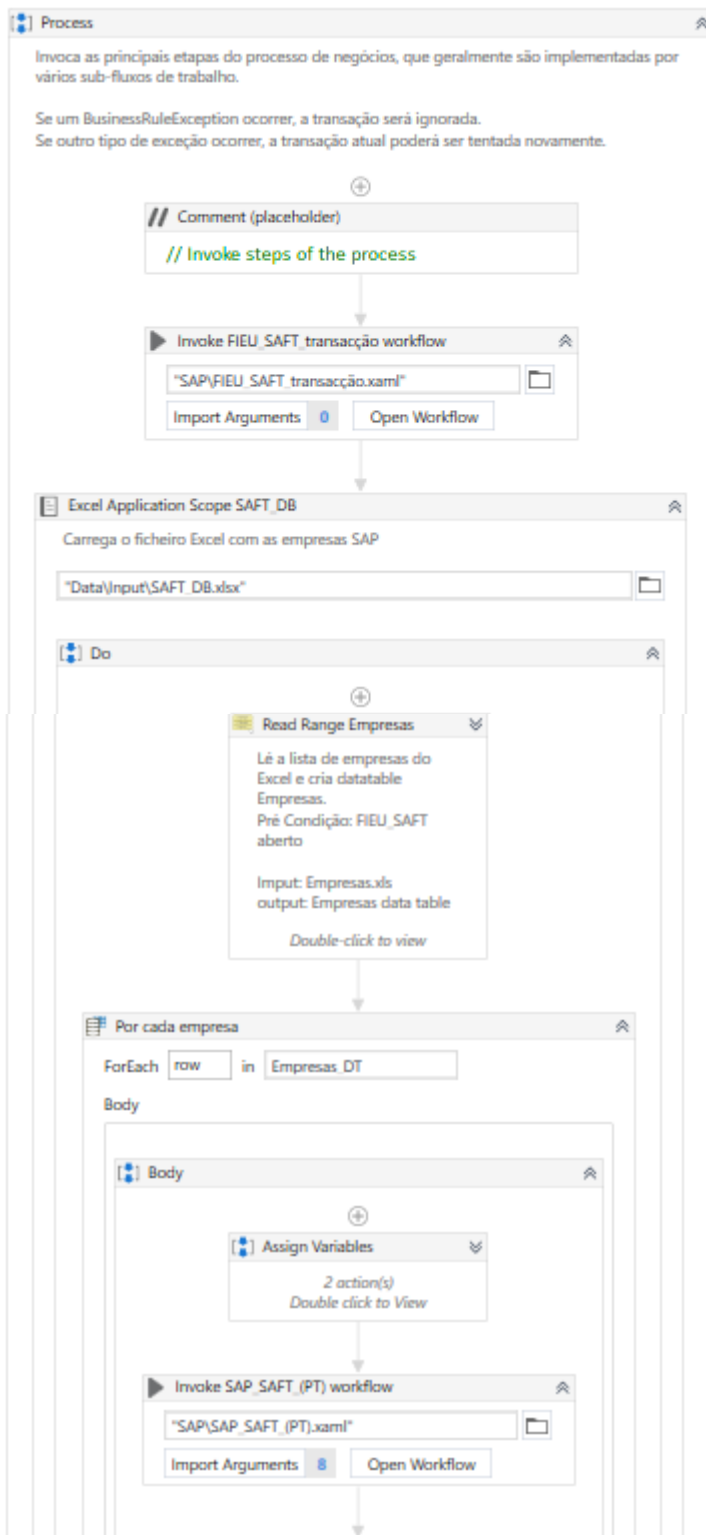 Process
Invoca as principais etapas do processo de negócios, que geralmente são implementadas por
vários sub-fluxos de trabalho.
Se um BusinessRuleException ocorrer, a transação será ignorada.
Se outro tipo de exceção ocorrer, a transação atual poderá ser tentada novamente.
// Comment (placeholder)
// Invoke steps of the process
Invoke FIEU_SAFT_transacção workflow
"SAP\FIEU_SAFT_transacção.xaml"
Import Arguments 0 Open Workflow
Excel Application Scope SAFT_DB
Carrega o ficheiro Excel com as empresas SAP
"Data\Input\SAFT_DB.xlsx"
Do
Read Range Empresas
Lê a lista de empresas do
Excel e cria datatable
Empresas.
Pré Condição: FIEU_SAFT
aberto
Imput: Empresas.xls
output: Empresas data table
Double-click to view
Por cada empresa
ForEach row in Empresas_DT
Body
Body
Assign Variables
2 action(s)
Double click to View
Invoke SAP_SAFT_(PT) workflow
"SAP\SAP_SAFT_(PT).xaml"
Import Arguments 8 Open Workflow